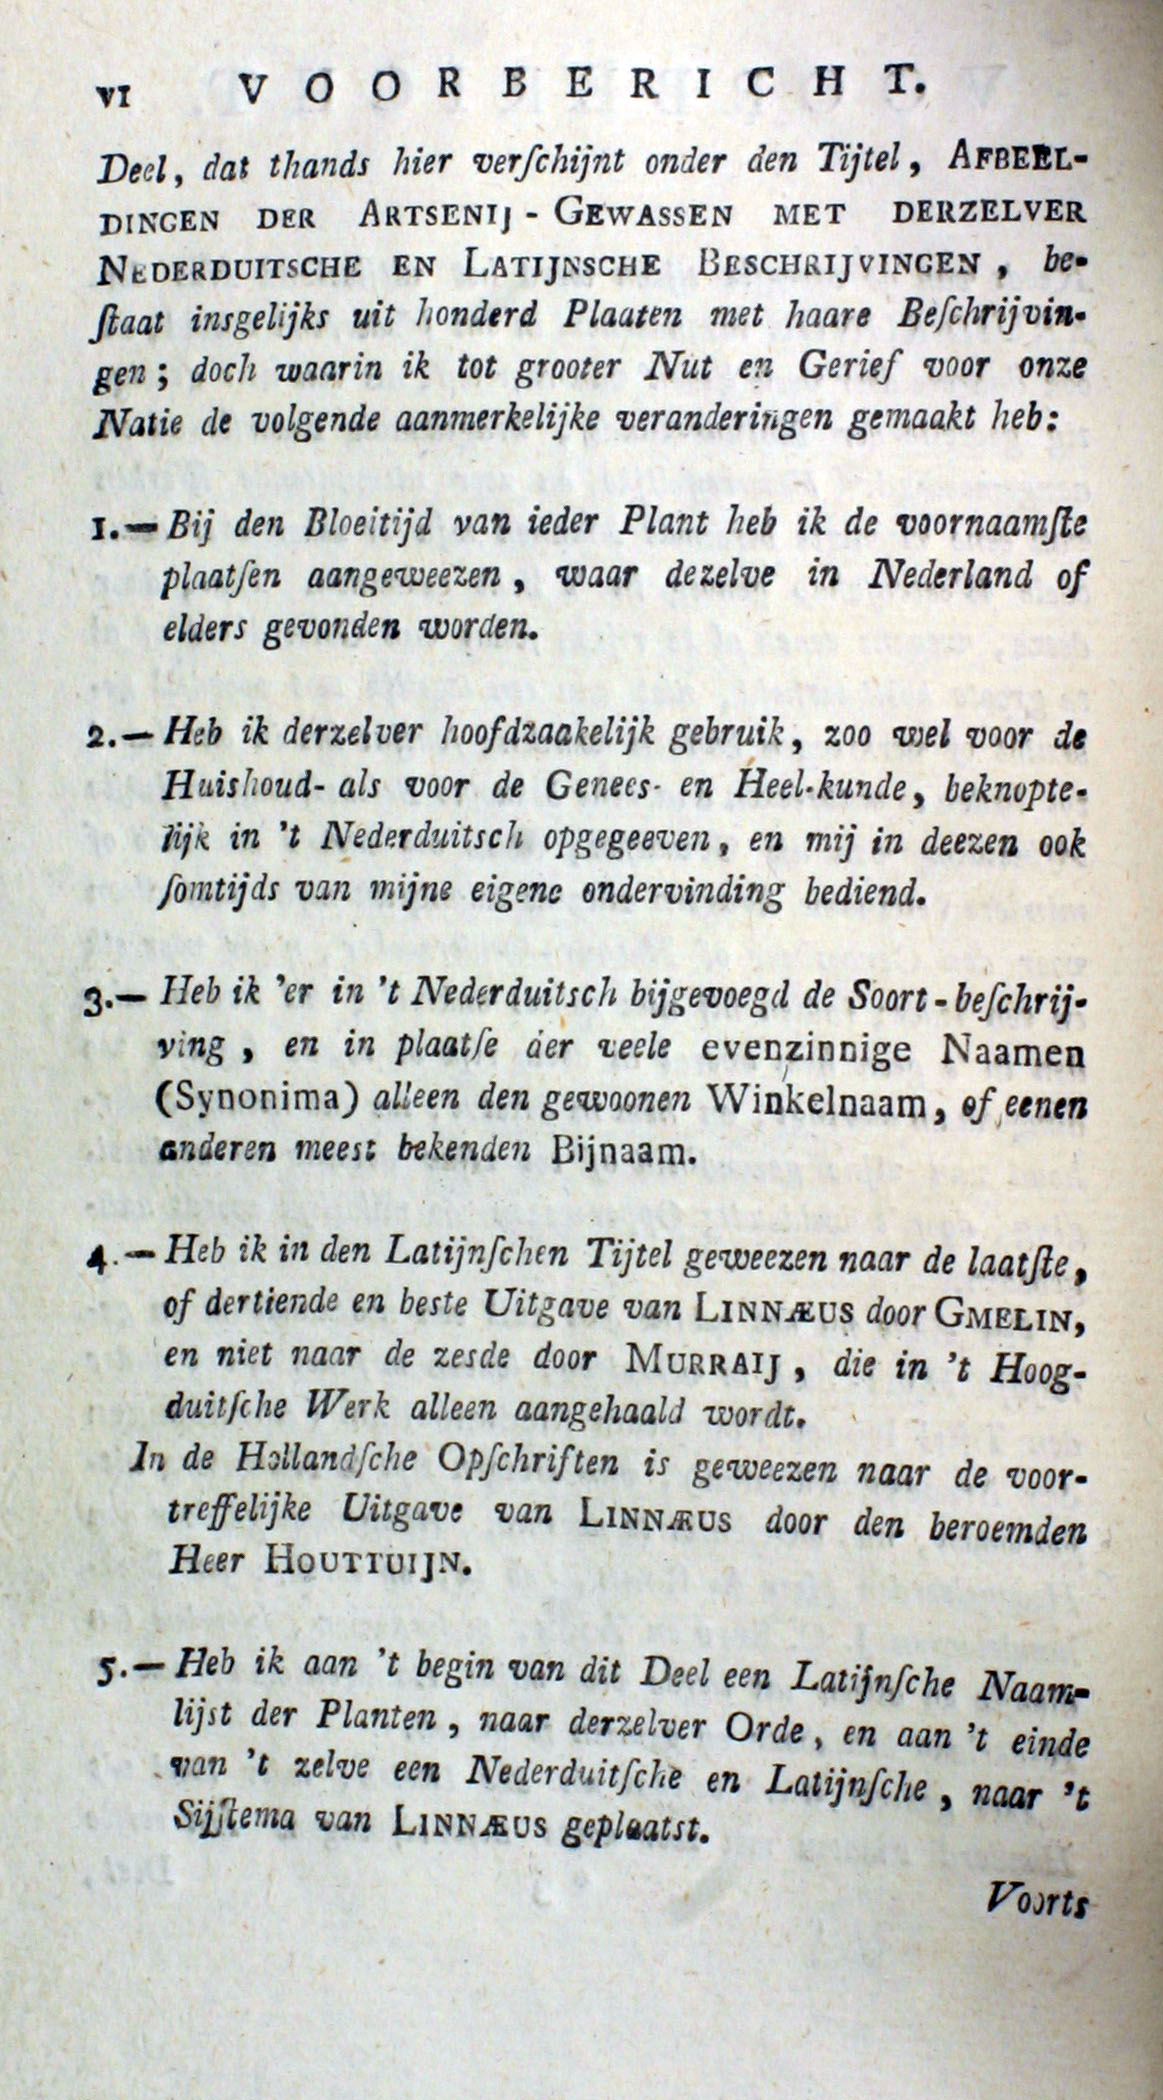 VI VOORBERICHT.
Deel, dat thands hier verſchijnt onder den Tijtel, AFBEEL-
DINGEN DER ARTSENIJ-GEWASSEN MET DERZELVER
NEDERDUITSCHE EN LATIJNSCHE BESCHRIJVINGEN, be-
ſtaat insgelijks uit honderd Plaaten met haare Beſchrijvin-
gen; doch waarin ik tot grooter Nut en Gerief voor onze
Natie de volgende aanmerkelijke veranderingen gemaakt heb:
1.— Bij den Bloeitijd van ieder Plant heb ik de voornaamſte
plaatſen aangeweezen, waar dezelve in Nederland of
elders gevonden worden.
2.— Heb ik derzelver hoofdzaakelijk gebruik, zoo wel voor de
Huishoud- als voor de Genees- en Heel-kunde, beknopte-
lijk in 't Nederduitsch opgegeeven, en mij in deezen ook
ſomtijds van mijne eigene ondervinding bediend.
3.— Heb ik 'er in 't Nederduitsch bijgevoegd de Soort-beſchrij-
ving, en in plaatſe der veele evenzinnige Naamen
(Synonima) alleen den gewoonen Winkelnaam, of eenen
anderen meest bekenden Bijnaam.
4.— Heb ik in den Latijnſchen Tijtel geweezen naar de laatſte,
of dertiende en beste Uitgave van LINNÆUS door GMELIN,
en niet naar de zesde door MURRAIJ, die in 't Hoog-
duitſche Werk alleen aangehaald wordt.
In de Hollandſche Opſchriften is geweezen naar de voor-
treffelijke Uitgave van LINNÆUS door den beroemden
Heer HOUTTUIJN.
5.— Heb ik aan 't begin van dit Deel een Latijnſche Naam-
lijst der Planten, naar derzelver Orde, en aan 't einde
van 't zelve een Nederduitſche en Latijnſche, naar 't
Sijſtema van LINNÆUS geplaatst.
Voorts